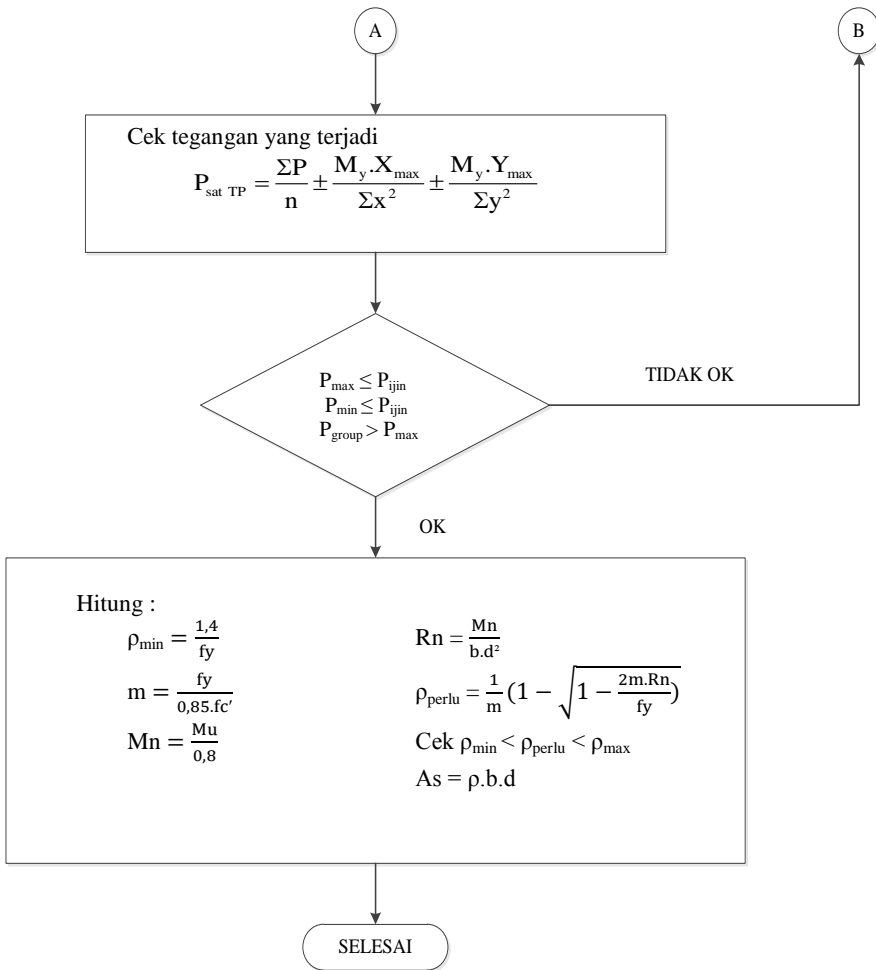 A
B
Cek tegangan yang terjadi
P_sat TP = ΣP/n ± M_y.X_max/Σx² ± M_y.Y_max/Σy²
P_max ≤ P_ijin
P_min ≤ P_ijin
P_group > P_max
TIDAK OK
OK
Hitung :
ρ_min = 1,4/fy
m = fy/0,85.fc′
Mn = Mu/0,8
Rn = Mn/b.d²
ρ_perlu = 1/m (1 − √(1 − 2m.Rn/fy))
Cek ρ_min < ρ_perlu < ρ_max
As = ρ.b.d
SELESAI